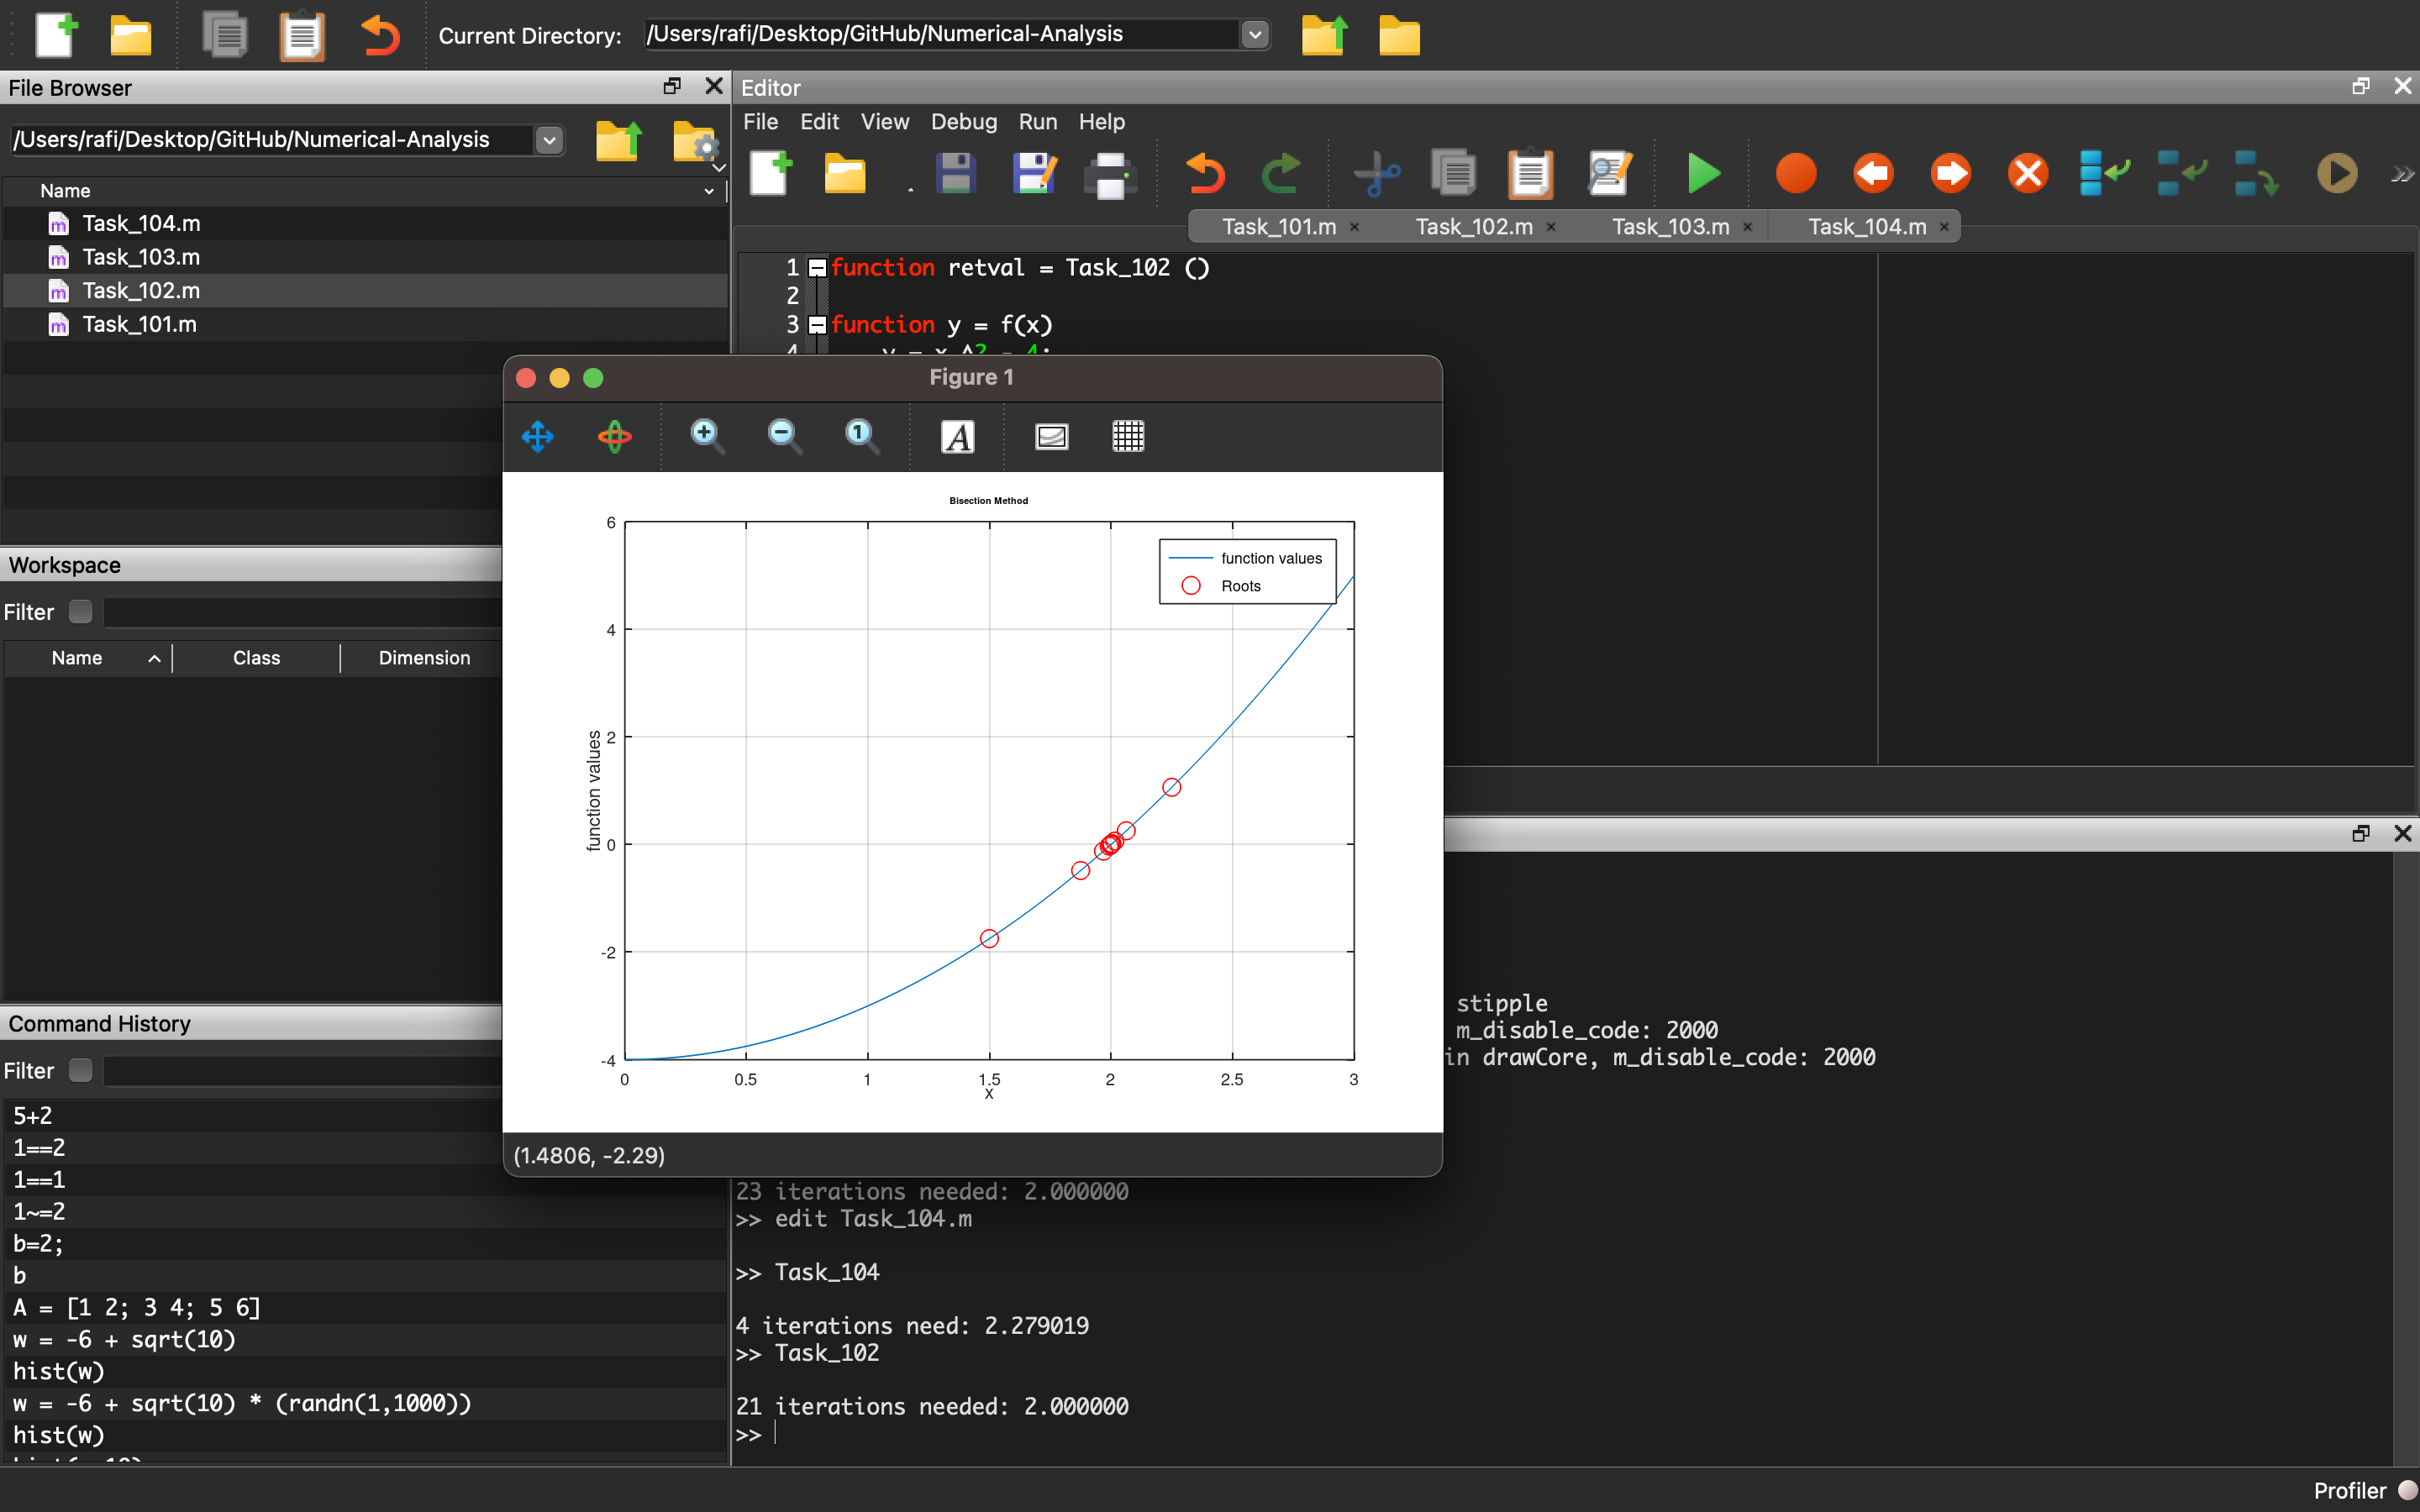 Current Directory: /Users/rafi/Desktop/GitHub/Numerical-Analysis
File Browser
/Users/rafi/Desktop/GitHub/Numerical-Analysis
Name
Task_104.m
Task_103.m
Task_102.m
Task_101.m
Workspace
Filter
Name Class Dimension
Command History
Filter
5+2
1==2
1==1
1~=2
b=2;
b
A = [1 2; 3 4; 5 6]
w = -6 + sqrt(10)
hist(w)
w = -6 + sqrt(10) * (randn(1,1000))
hist(w)
Editor
File Edit View Debug Run Help
Task_101.m × Task_102.m × Task_103.m × Task_104.m ×
1 function retval = Task_102 ()
2
3 function y = f(x)
4 y = x.^2 - 4;
Figure 1
Bisection Method
function values
Roots
6
4
2
0
-2
-4
function values
0 0.5 1 1.5 2 2.5 3
x
(1.4806, -2.29)
stipple
m_disable_code: 2000
in drawCore, m_disable_code: 2000
23 iterations needed: 2.000000
>> edit Task_104.m
>> Task_104
4 iterations need: 2.279019
>> Task_102
21 iterations needed: 2.000000
>>
Profiler